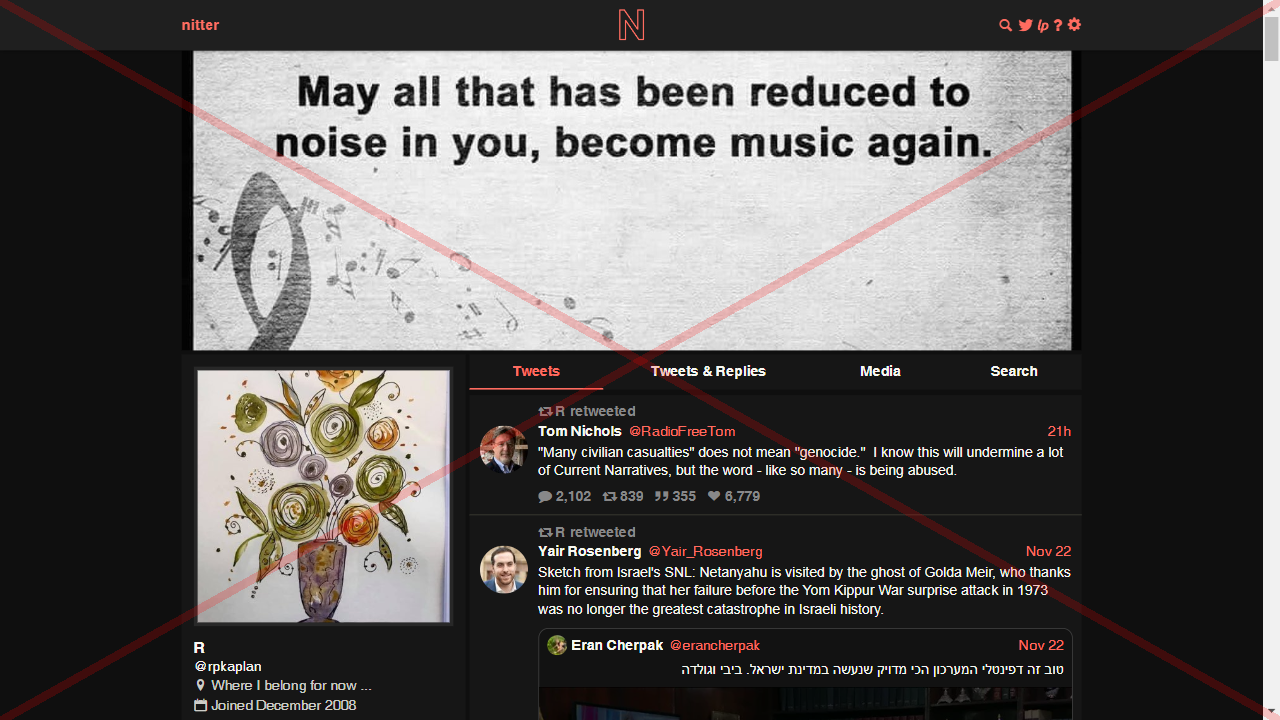 nitter
May all that has been reduced to
noise in you, become music again.
Tweets
Tweets & Replies
Media
Search
R retweeted
Tom Nichols @RadioFreeTom 21h
"Many civilian casualties" does not mean "genocide."  I know this will undermine a lot
of Current Narratives, but the word - like so many - is being abused.
2,102 839 355 6,779
R retweeted
Yair Rosenberg @Yair_Rosenberg Nov 22
Sketch from Israel's SNL: Netanyahu is visited by the ghost of Golda Meir, who thanks
him for ensuring that her failure before the Yom Kippur War surprise attack in 1973
was no longer the greatest catastrophe in Israeli history.
Eran Cherpak @erancherpak Nov 22
טוב זה דפינטלי המערכון הכי מדויק שנעשה במדינת ישראל. ביבי וגולדה
R
@rpkaplan
Where I belong for now ...
Joined December 2008